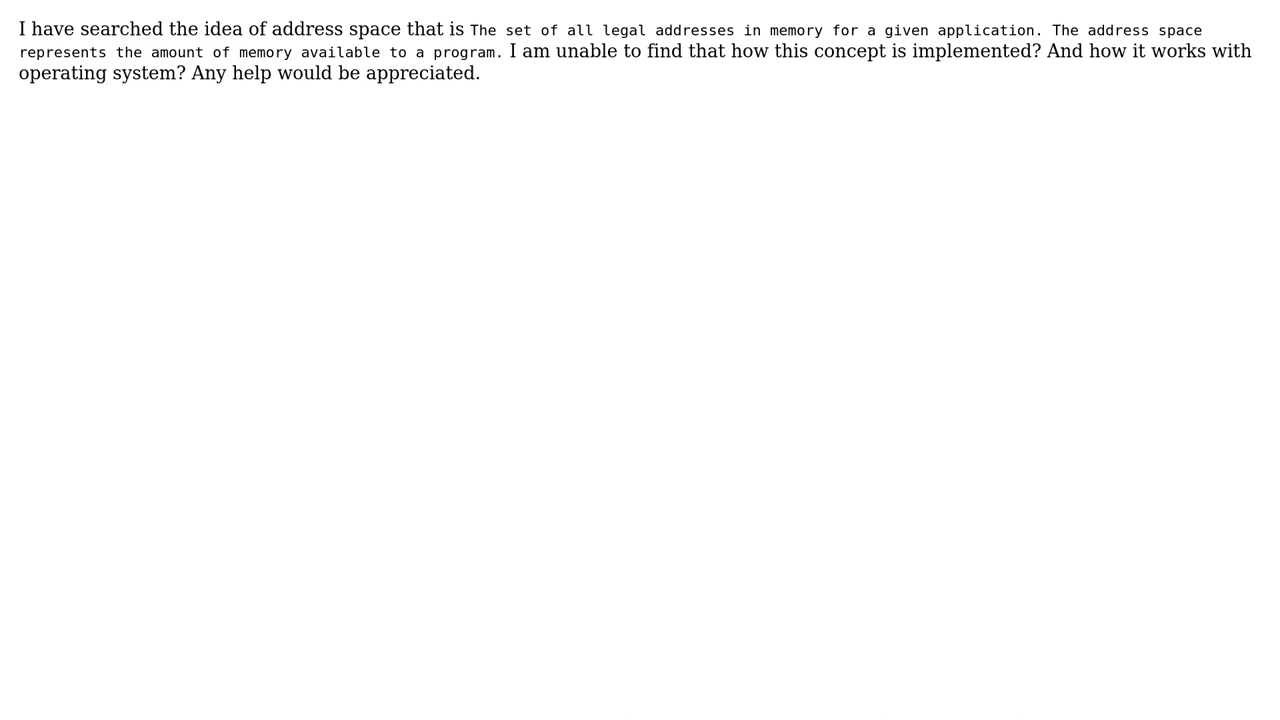 I have searched the idea of address space that is The set of all legal addresses in memory for a given application. The address space
represents the amount of memory available to a program. I am unable to find that how this concept is implemented? And how it works with
operating system? Any help would be appreciated.